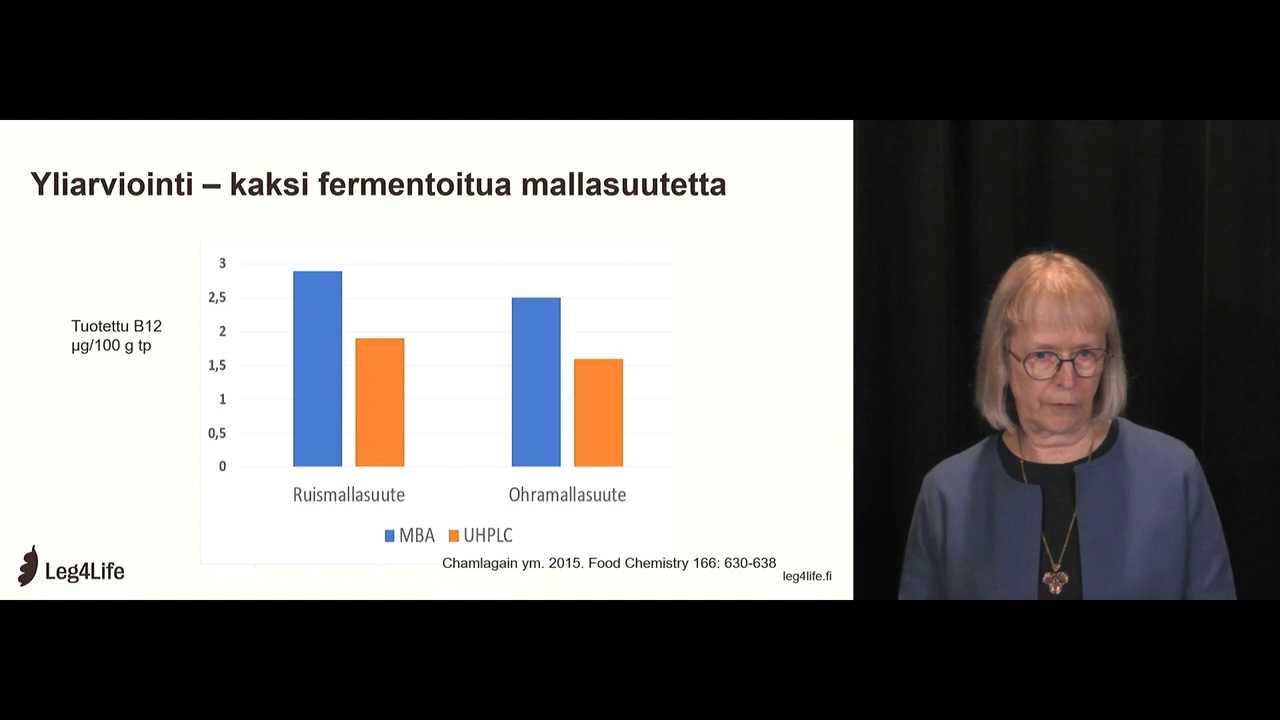 Yliarviointi – kaksi fermentoitua mallasuutetta
Tuotettu B12
µg/100 g tp
3
2,5
2
1,5
1
0,5
0
Ruismallasuute
Ohramallasuute
MBA
UHPLC
Chamlagain ym. 2015. Food Chemistry 166: 630-638
Leg4Life
leg4life.fi